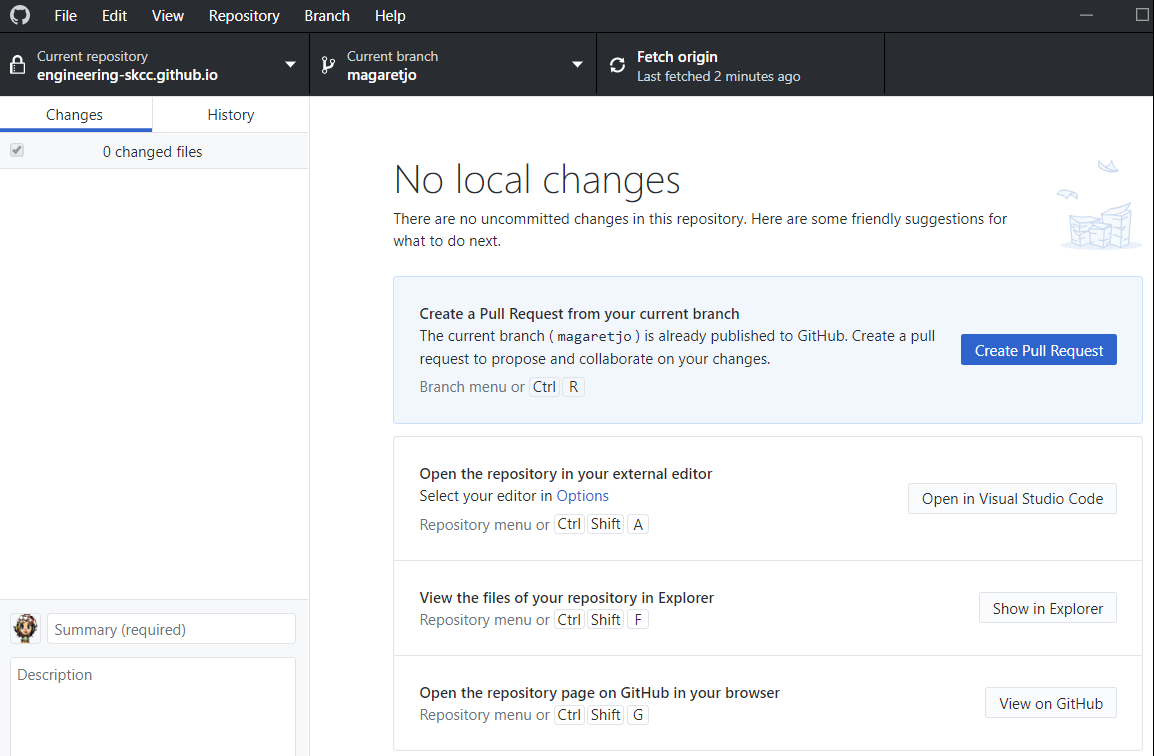 File Edit View Repository Branch Help
Current repository
engineering-skcc.github.io
Current branch
magaretjo
Fetch origin
Last fetched 2 minutes ago
Changes History
0 changed files
No local changes
There are no uncommitted changes in this repository. Here are some friendly suggestions for
what to do next.
Create a Pull Request from your current branch
The current branch ( magaretjo ) is already published to GitHub. Create a pull
request to propose and collaborate on your changes.
Branch menu or Ctrl R
Create Pull Request
Open the repository in your external editor
Select your editor in Options
Repository menu or Ctrl Shift A
Open in Visual Studio Code
View the files of your repository in Explorer
Repository menu or Ctrl Shift F
Show in Explorer
Open the repository page on GitHub in your browser
Repository menu or Ctrl Shift G
View on GitHub
Summary (required)
Description